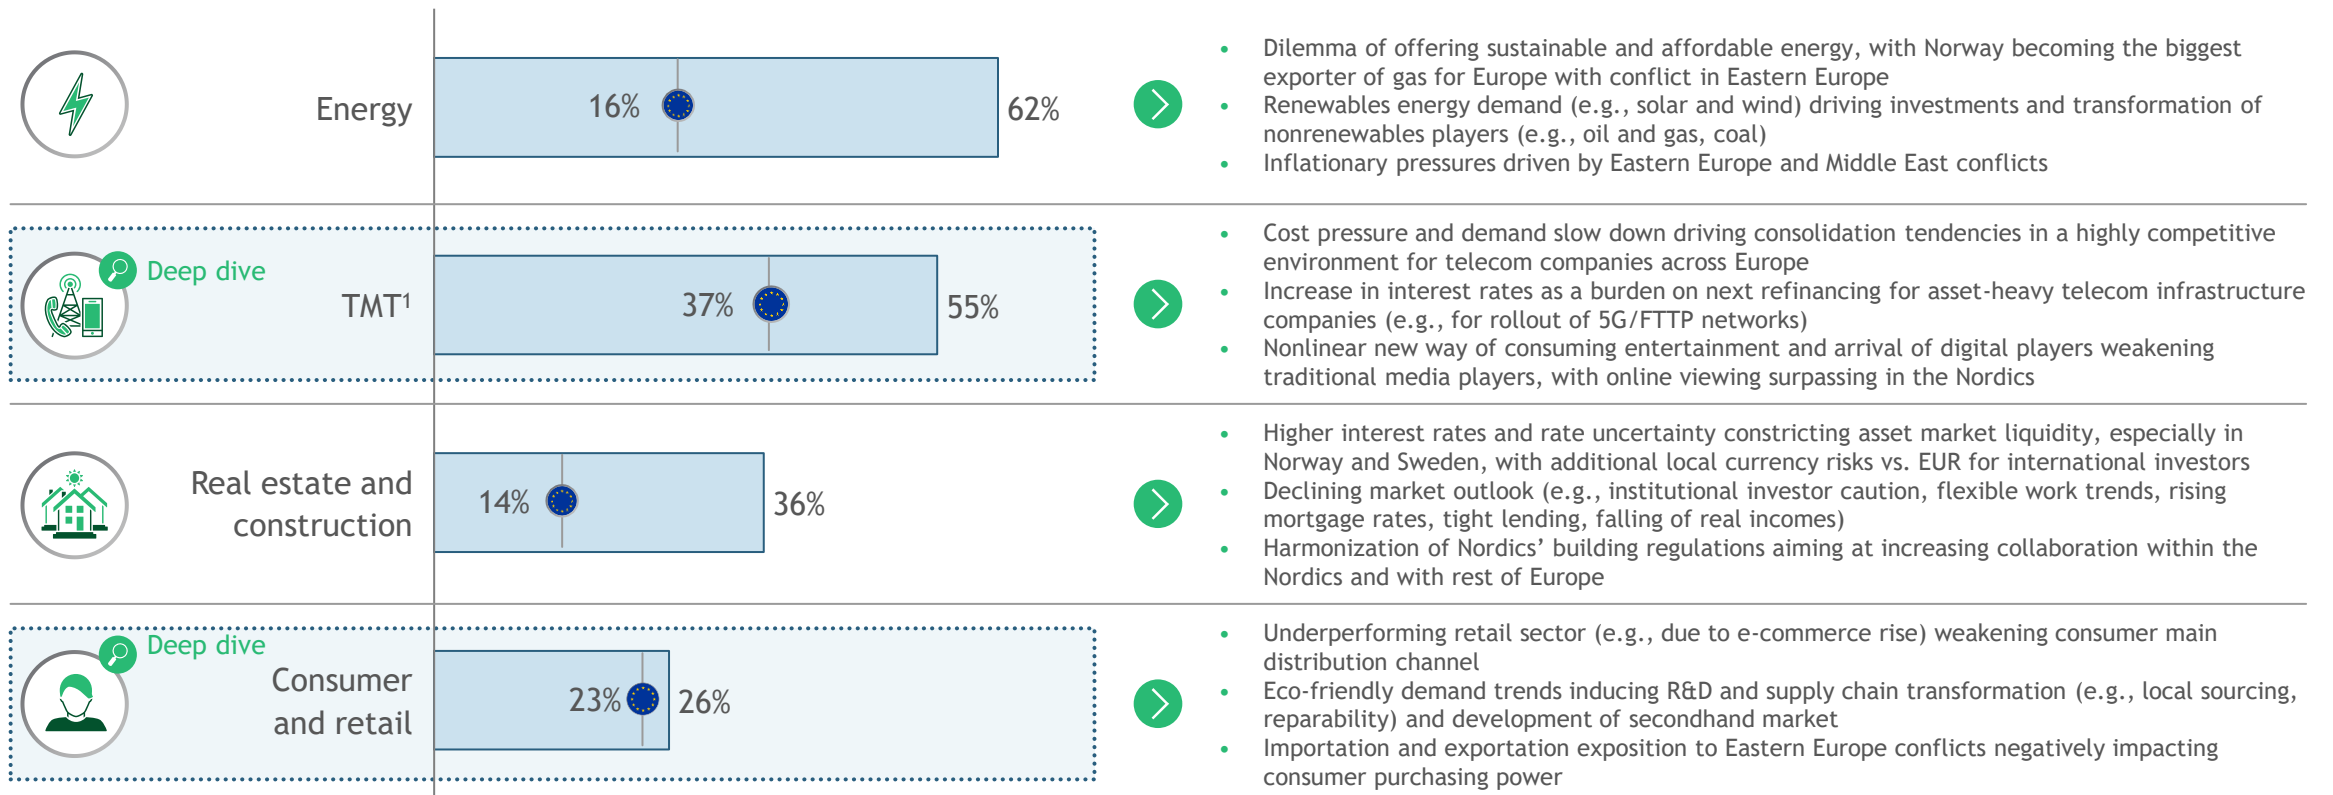 Energy
16%
62%
• Dilemma of offering sustainable and affordable energy, with Norway becoming the biggest
exporter of gas for Europe with conflict in Eastern Europe
• Renewables energy demand (e.g., solar and wind) driving investments and transformation of
nonrenewables players (e.g., oil and gas, coal)
• Inflationary pressures driven by Eastern Europe and Middle East conflicts
Deep dive
TMT¹
37%
55%
• Cost pressure and demand slow down driving consolidation tendencies in a highly competitive
environment for telecom companies across Europe
• Increase in interest rates as a burden on next refinancing for asset-heavy telecom infrastructure
companies (e.g., for rollout of 5G/FTTP networks)
• Nonlinear new way of consuming entertainment and arrival of digital players weakening
traditional media players, with online viewing surpassing in the Nordics
Real estate and
construction
14%
36%
• Higher interest rates and rate uncertainty constricting asset market liquidity, especially in
Norway and Sweden, with additional local currency risks vs. EUR for international investors
• Declining market outlook (e.g., institutional investor caution, flexible work trends, rising
mortgage rates, tight lending, falling of real incomes)
• Harmonization of Nordics’ building regulations aiming at increasing collaboration within the
Nordics and with rest of Europe
Deep dive
Consumer
and retail
23%
26%
• Underperforming retail sector (e.g., due to e-commerce rise) weakening consumer main
distribution channel
• Eco-friendly demand trends inducing R&D and supply chain transformation (e.g., local sourcing,
reparability) and development of secondhand market
• Importation and exportation exposition to Eastern Europe conflicts negatively impacting
consumer purchasing power